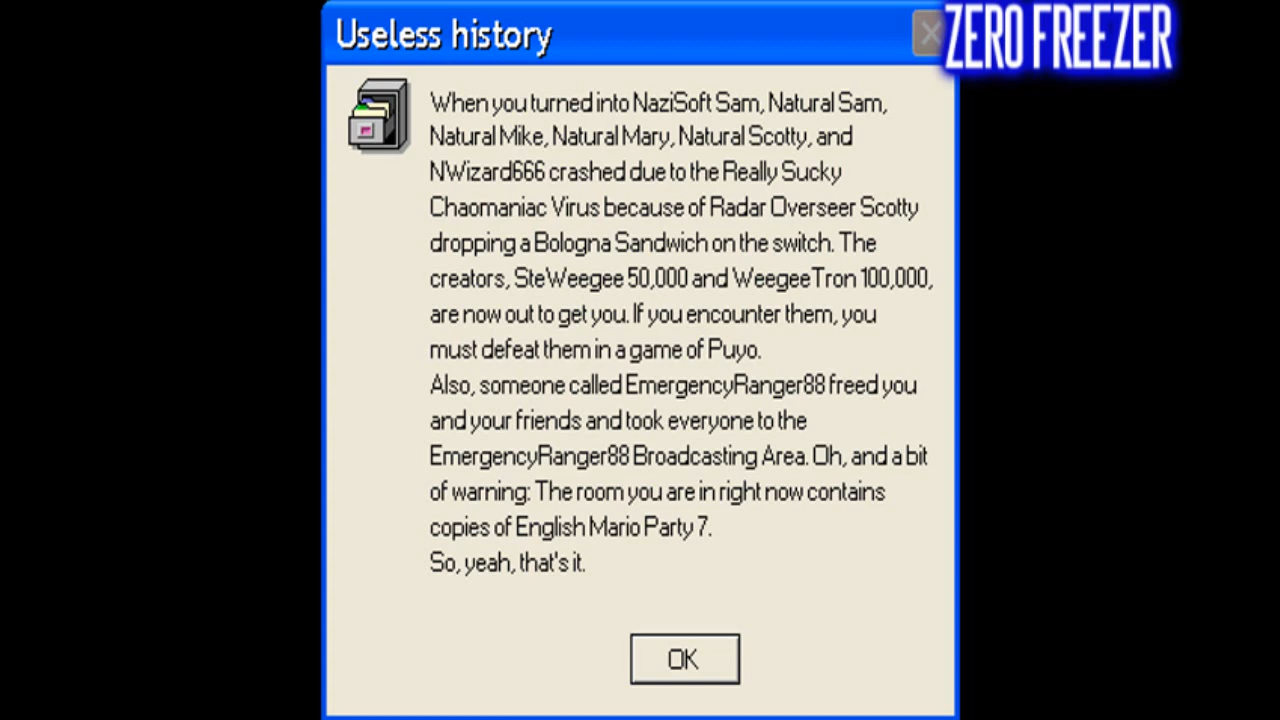 Useless history
ZERO FREEZER
When you turned into NaziSoft Sam, Natural Sam,
Natural Mike, Natural Mary, Natural Scotty, and
NWizard666 crashed due to the Really Sucky
Chaomaniac Virus because of Radar Overseer Scotty
dropping a Bologna Sandwich on the switch. The
creators, SteWeegee 50,000 and WeegeeTron 100,000,
are now out to get you. If you encounter them, you
must defeat them in a game of Puyo.
Also, someone called EmergencyRanger88 freed you
and your friends and took everyone to the
EmergencyRanger88 Broadcasting Area. Oh, and a bit
of warning: The room you are in right now contains
copies of English Mario Party 7.
So, yeah, that's it.
OK